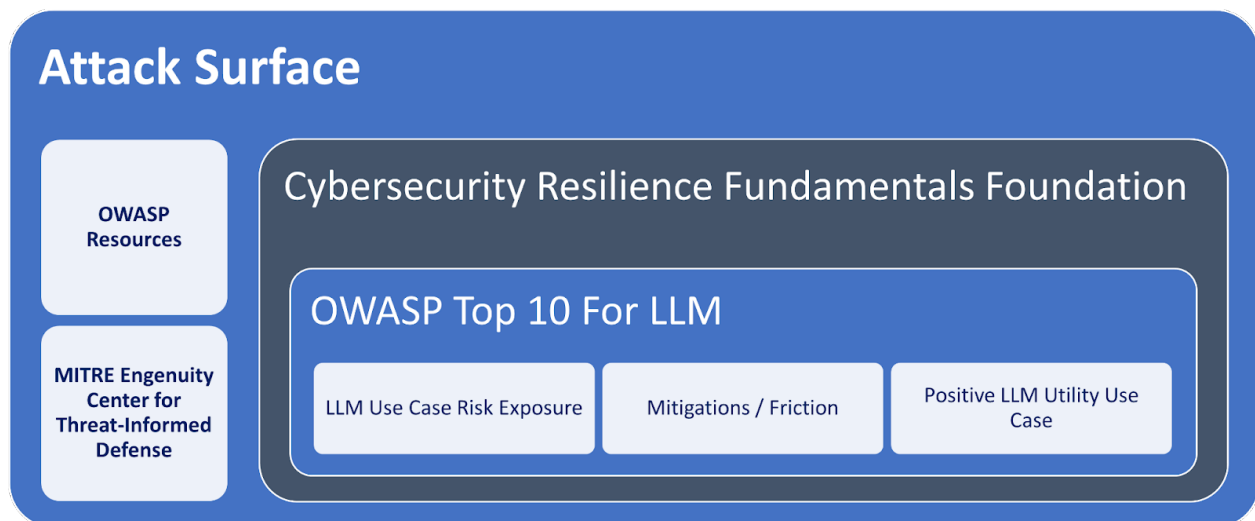 Attack Surface
OWASP
Resources
MITRE Engenuity
Center for
Threat-Informed
Defense
Cybersecurity Resilience Fundamentals Foundation
OWASP Top 10 For LLM
LLM Use Case Risk Exposure
Mitigations / Friction
Positive LLM Utility Use
Case